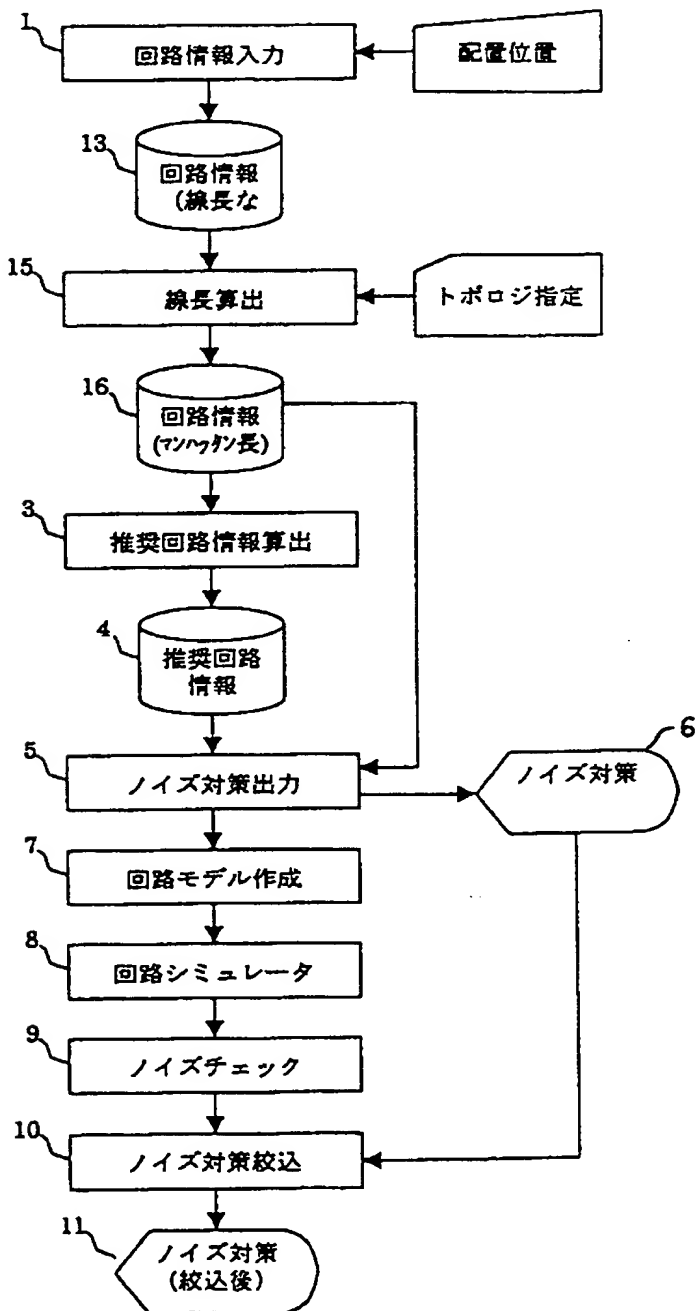 1
回路情報入力
配置位置
13
回路情報
(線長な
15
線長算出
トポロジ指定
16
回路情報
(マンハッタン長)
3
推奨回路情報算出
4
推奨回路
情報
5
ノイズ対策出力
6
ノイズ対策
7
回路モデル作成
8
回路シミュレータ
9
ノイズチェック
10
ノイズ対策絞込
11
ノイズ対策
(絞込後)